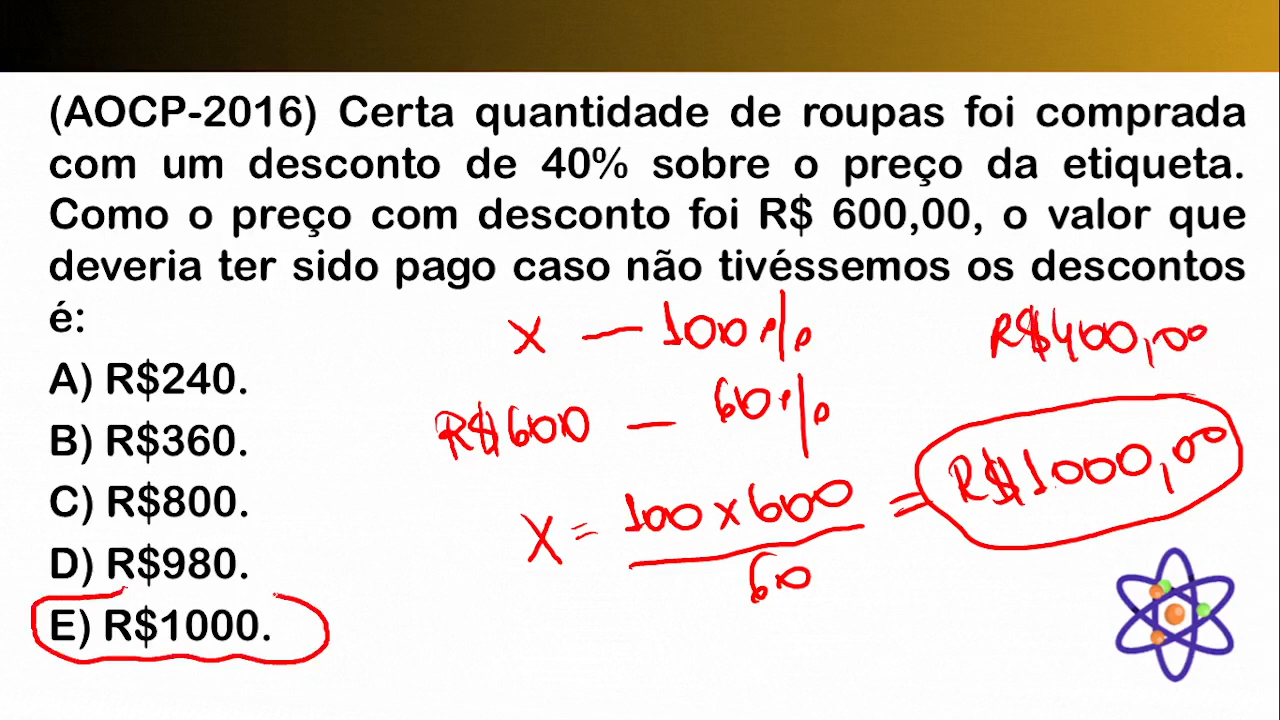 (AOCP-2016) Certa quantidade de roupas foi comprada
com um desconto de 40% sobre o preço da etiqueta.
Como o preço com desconto foi R$ 600,00, o valor que
deveria ter sido pago caso não tivéssemos os descontos
é:
X — 100% R$400,00
A) R$240.
R$600 — 60%
B) R$360.
C) R$800.
X = 100 x 600 / 60 = R$1000,00
D) R$980.
E) R$1000.